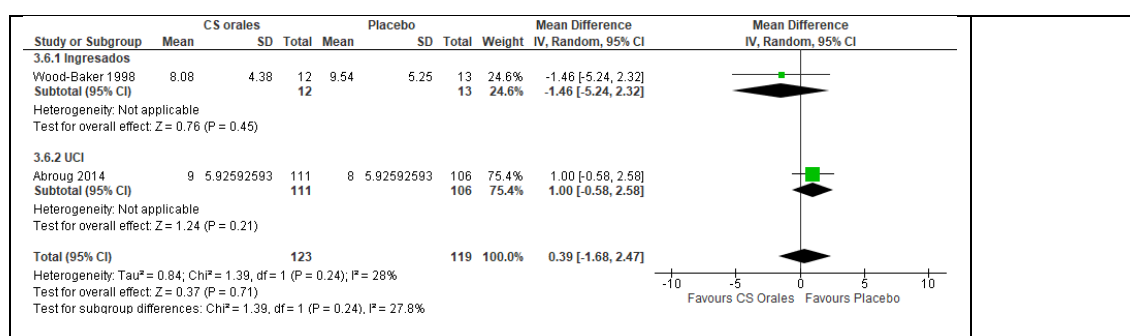 CS orales Placebo Mean Difference Mean Difference
Study or Subgroup Mean SD Total Mean SD Total Weight IV, Random, 95% CI IV, Random, 95% CI
3.6.1 Ingresados
Wood-Baker 1998 8.08 4.38 12 9.54 5.25 13 24.6% -1.46 [-5.24, 2.32]
Subtotal (95% CI) 12 13 24.6% -1.46 [-5.24, 2.32]
Heterogeneity: Not applicable
Test for overall effect: Z = 0.76 (P = 0.45)
3.6.2 UCI
Abroug 2014 9 5.92592593 111 8 5.92592593 106 75.4% 1.00 [-0.58, 2.58]
Subtotal (95% CI) 111 106 75.4% 1.00 [-0.58, 2.58]
Heterogeneity: Not applicable
Test for overall effect: Z = 1.24 (P = 0.21)
Total (95% CI) 123 119 100.0% 0.39 [-1.68, 2.47]
Heterogeneity: Tau² = 0.84; Chi² = 1.39, df = 1 (P = 0.24); I² = 28%
Test for overall effect: Z = 0.37 (P = 0.71)
Test for subgroup differences: Chi² = 1.39, df = 1 (P = 0.24), I² = 27.8%
-10 -5 0 5 10
Favours CS Orales Favours Placebo